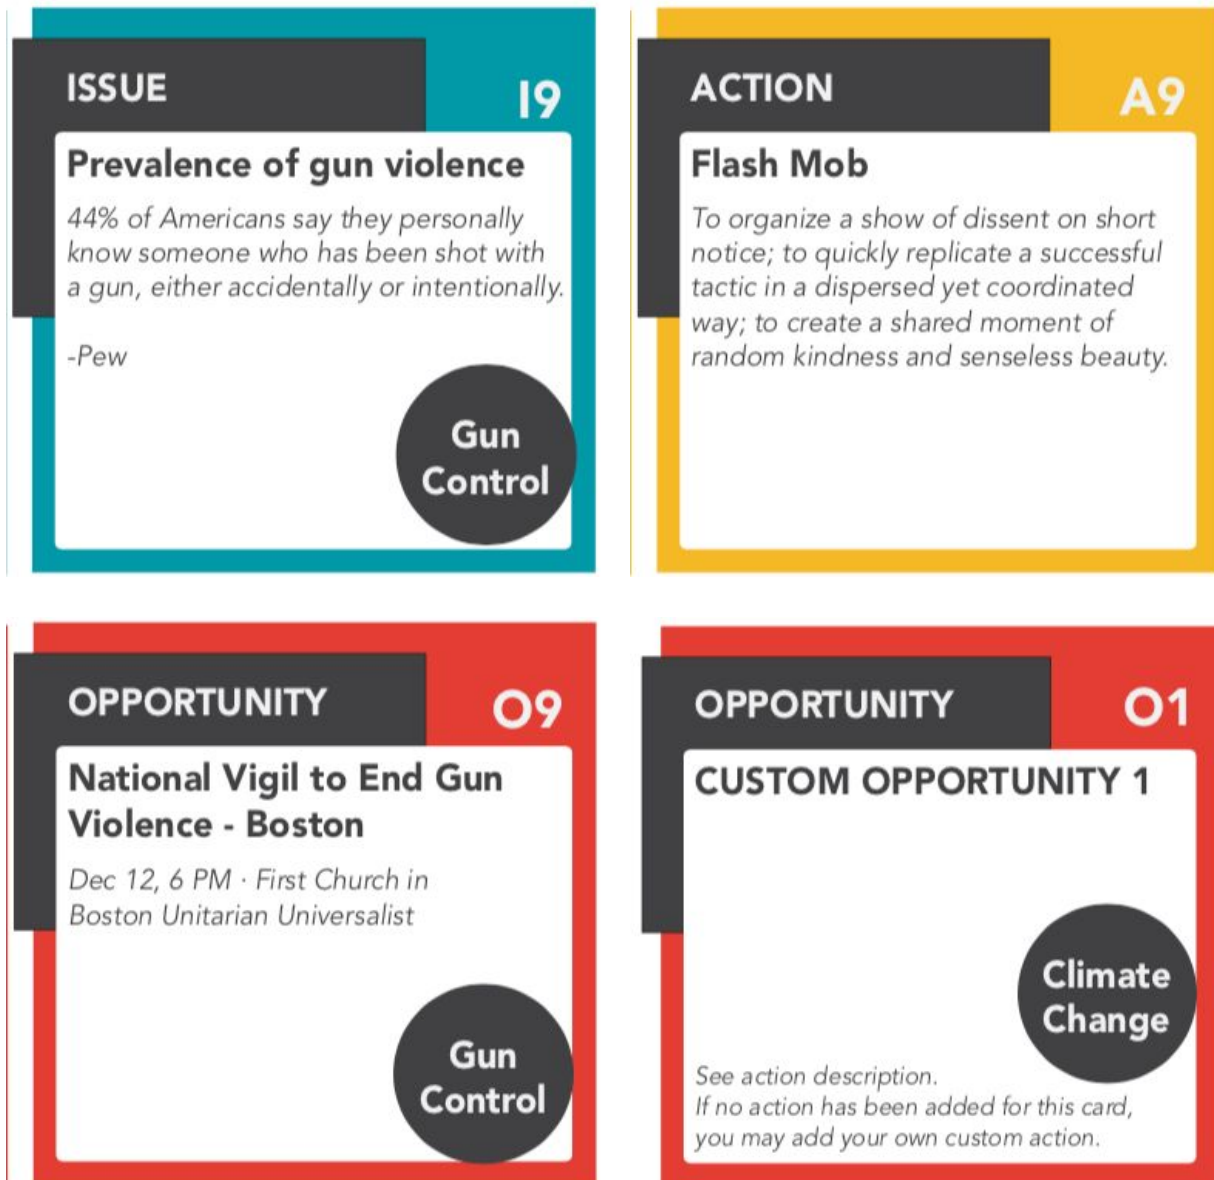 ISSUE
I9
Prevalence of gun violence
44% of Americans say they personally
know someone who has been shot with
a gun, either accidentally or intentionally.
-Pew
Gun
Control
ACTION
A9
Flash Mob
To organize a show of dissent on short
notice; to quickly replicate a successful
tactic in a dispersed yet coordinated
way; to create a shared moment of
random kindness and senseless beauty.
OPPORTUNITY
O9
National Vigil to End Gun
Violence - Boston
Dec 12, 6 PM · First Church in
Boston Unitarian Universalist
Gun
Control
OPPORTUNITY
O1
CUSTOM OPPORTUNITY 1
Climate
Change
See action description.
If no action has been added for this card,
you may add your own custom action.